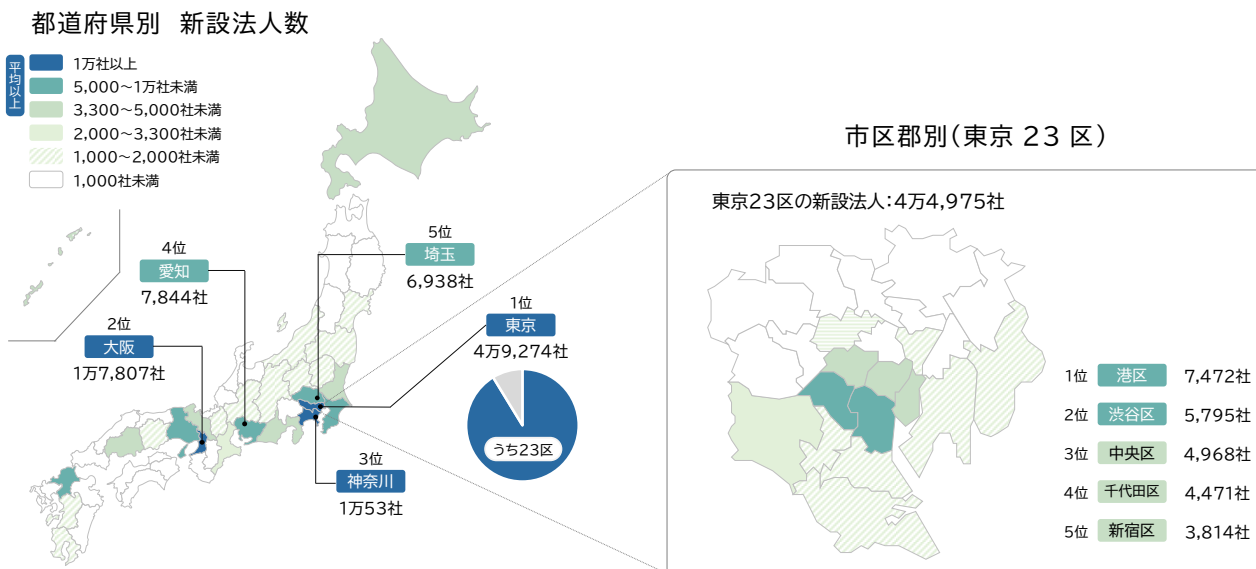 都道府県別 新設法人数
平均以上
1万社以上
5,000～1万社未満
3,300～5,000社未満
2,000～3,300社未満
1,000～2,000社未満
1,000社未満
5位
埼玉
6,938社
4位
愛知
7,844社
1位
東京
4万9,274社
2位
大阪
1万7,807社
うち23区
3位
神奈川
1万53社
市区郡別(東京 23 区)
東京23区の新設法人:4万4,975社
1位 港区 7,472社
2位 渋谷区 5,795社
3位 中央区 4,968社
4位 千代田区 4,471社
5位 新宿区 3,814社